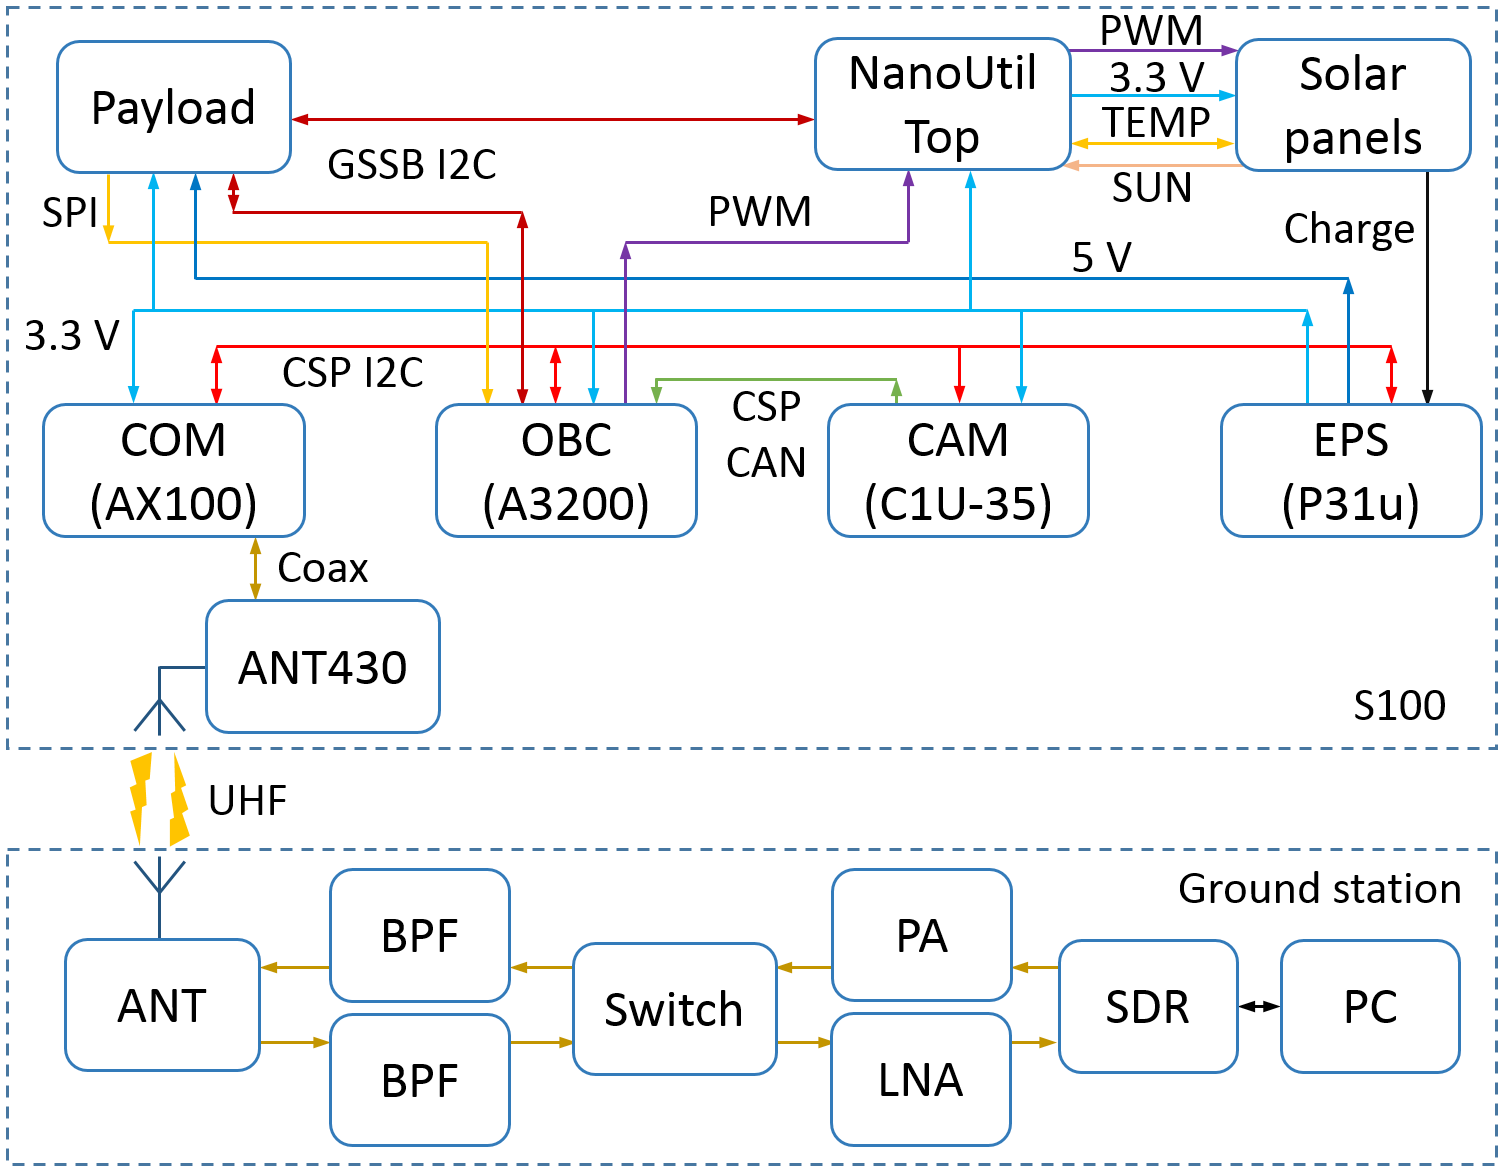 PWM
NanoUtil
Top
Solar
panels
Payload
3.3 V
TEMP
GSSB I2C
SUN
SPI
PWM
Charge
5 V
3.3 V
CSP I2C
CSP
CAN
COM
(AX100)
OBC
(A3200)
CAM
(C1U-35)
EPS
(P31u)
Coax
ANT430
S100
UHF
Ground station
BPF
PA
ANT
Switch
SDR
PC
BPF
LNA